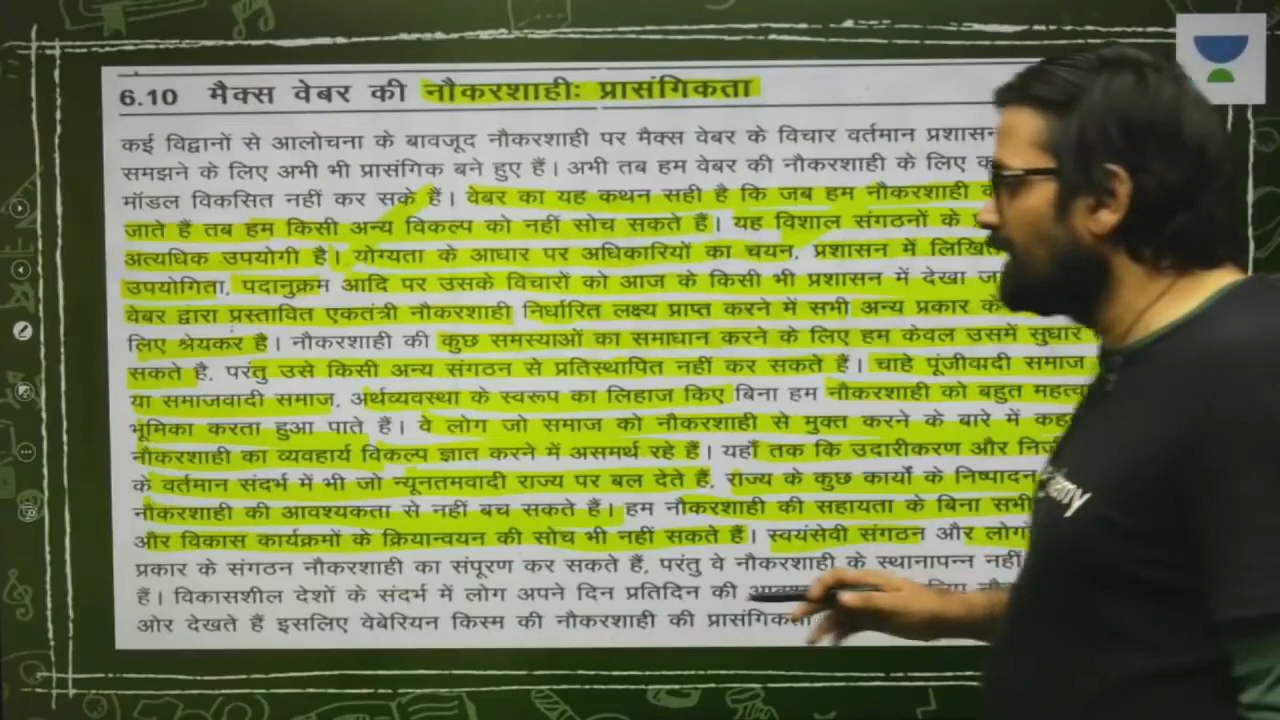 6.10 मैक्स वेबर की नौकरशाहीः प्रासंगिकता
कई विद्वानों से आलोचना के बावजूद नौकरशाही पर मैक्स वेबर के विचार वर्तमान प्रशासन
समझने के लिए अभी भी प्रासंगिक बने हुए हैं। अभी तब हम वेबर की नौकरशाही के लिए
मॉडल विकसित नहीं कर सके हैं। वेबर का यह कथन सही है कि जब हम नौकरशाही
जाते हैं तब हम किसी अन्य विकल्प को नहीं सोच सकते हैं। यह विशाल संगठनों के
अत्यधिक उपयोगी है। योग्यता के आधार पर अधिकारियों का चयन, प्रशासन में
उपयोगिता, पदानुक्रम आदि पर उसके विचारों को आज के किसी भी प्रशासन में देखा
वेबर द्वारा प्रस्तावित एकतंत्री नौकरशाही निर्धारित लक्ष्य प्राप्त करने में सभी अन्य प्रकार के
लिए श्रेयकर है। नौकरशाही की कुछ समस्याओं का समाधान करने के लिए हम केवल उसमें सुधार
सकते है, परंतु उसे किसी अन्य संगठन से प्रतिस्थापित नहीं कर सकते हैं। चाहे पूंजीवादी समाज
या समाजवादी समाज, अर्थव्यवस्था के स्वरूप का लिहाज किए बिना हम नौकरशाही को बहुत
भूमिका करता हुआ पाते हैं। वे लोग जो समाज को नौकरशाही से मुक्त करने के बारे में
नौकरशाही का व्यवहार्य विकल्प ज्ञात करने में असमर्थ रहे हैं। यहाँ तक कि उदारीकरण और
के वर्तमान संदर्भ में भी जो न्यूनतमवादी राज्य पर बल देते हैं, राज्य के कुछ कार्यों के निष्पादन
नौकरशाही की आवश्यकता से नहीं बच सकते हैं। हम नौकरशाही की सहायता के बिना सभी
और विकास कार्यक्रमों के क्रियान्वयन की सोच भी नहीं सकते हैं। स्वयंसेवी संगठन और
प्रकार के संगठन नौकरशाही का संपूरण कर सकते हैं, परंतु वे नौकरशाही के स्थानापन्न नहीं
हैं। विकासशील देशों के संदर्भ में लोग अपने दिन प्रतिदिन की
ओर देखते हैं इसलिए वेबेरियन किस्म की नौकरशाही की